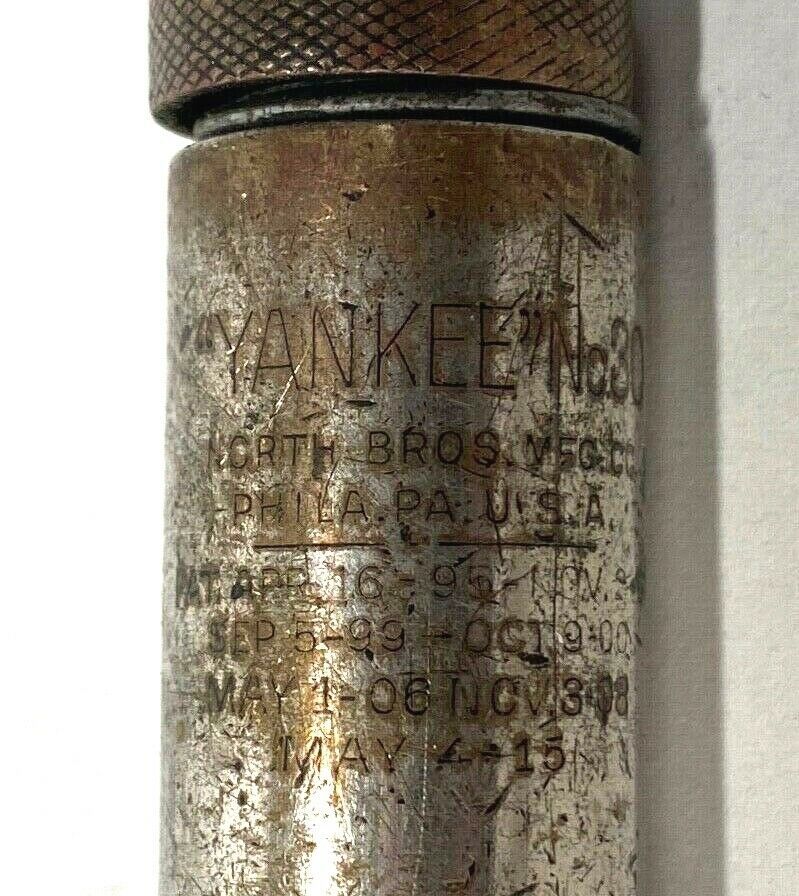 "YANKEE" No. 30
NORTH BROS. MFG. CO.
PHILA. PA. U.S.A
PAT. APR. 16-95-NOV.
SEP. 5-99-OCT. 9-00
MAY 1-06 NOV. 3-08
MAY 4-15